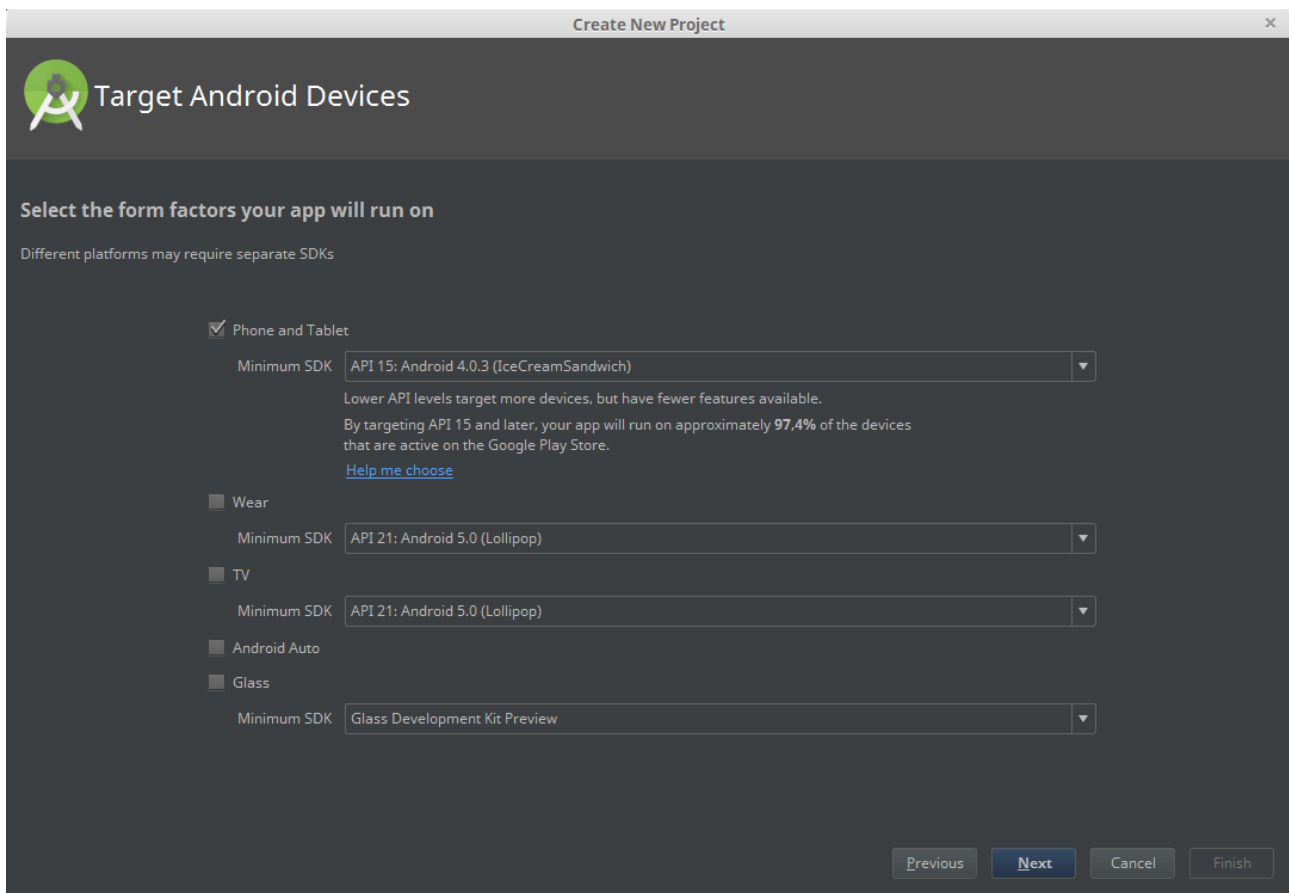 Create New Project
Target Android Devices
Select the form factors your app will run on
Different platforms may require separate SDKs
Phone and Tablet
Minimum SDK API 15: Android 4.0.3 (IceCreamSandwich)
Lower API levels target more devices, but have fewer features available.
By targeting API 15 and later, your app will run on approximately 97,4% of the devices
that are active on the Google Play Store.
Help me choose
Wear
Minimum SDK API 21: Android 5.0 (Lollipop)
TV
Minimum SDK API 21: Android 5.0 (Lollipop)
Android Auto
Glass
Minimum SDK Glass Development Kit Preview
Previous Next Cancel Finish